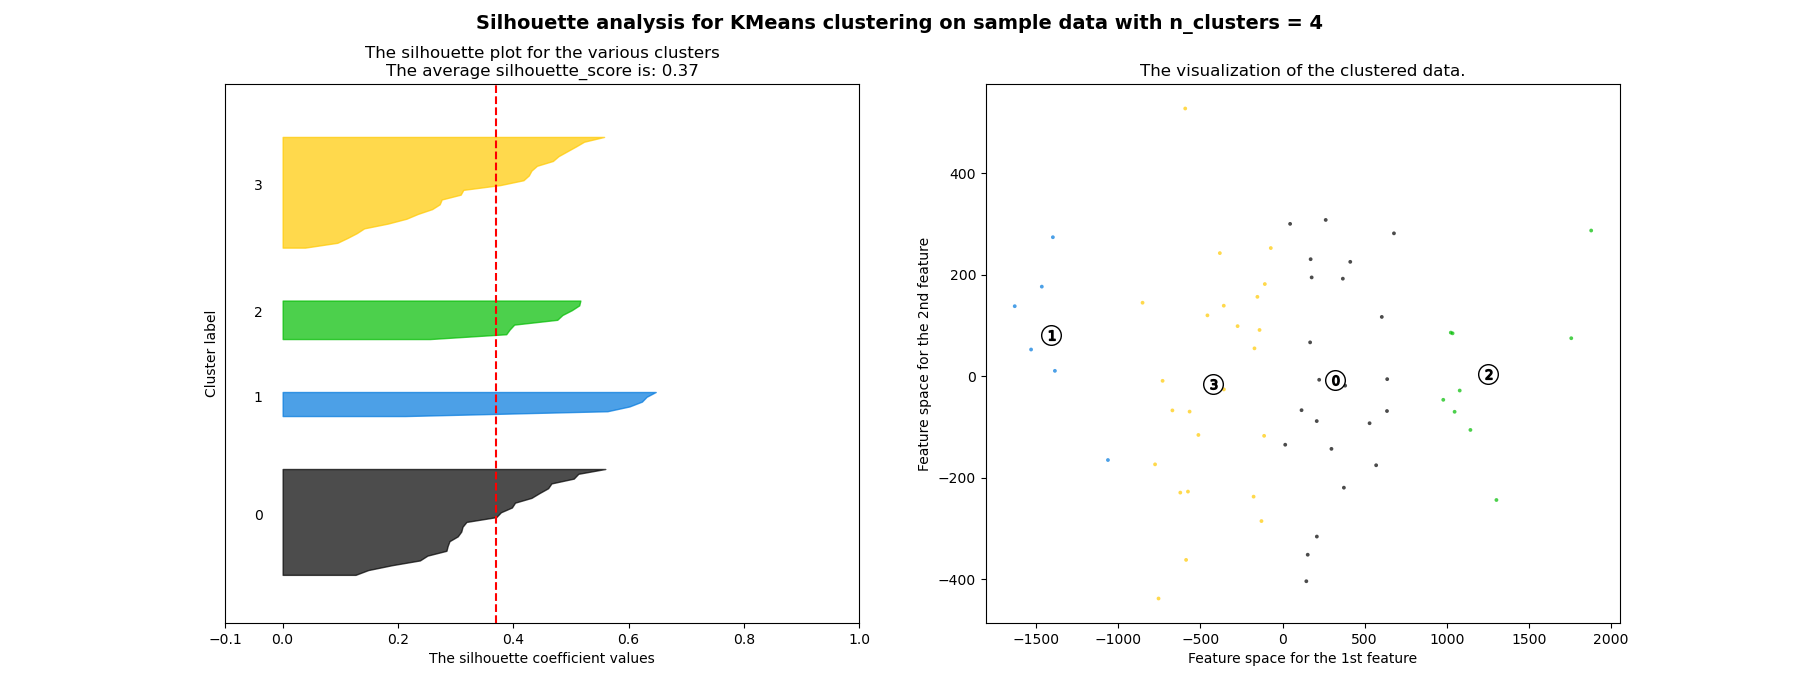 Silhouette analysis for KMeans clustering on sample data with n_clusters = 4
The silhouette plot for the various clusters
The average silhouette_score is: 0.37
3
2
1
0
Cluster label
−0.1 0.0 0.2 0.4 0.6 0.8 1.0
The silhouette coefficient values
The visualization of the clustered data.
400
200
0
−200
−400
Feature space for the 2nd feature
1
3
0
2
−1500 −1000 −500 0 500 1000 1500 2000
Feature space for the 1st feature